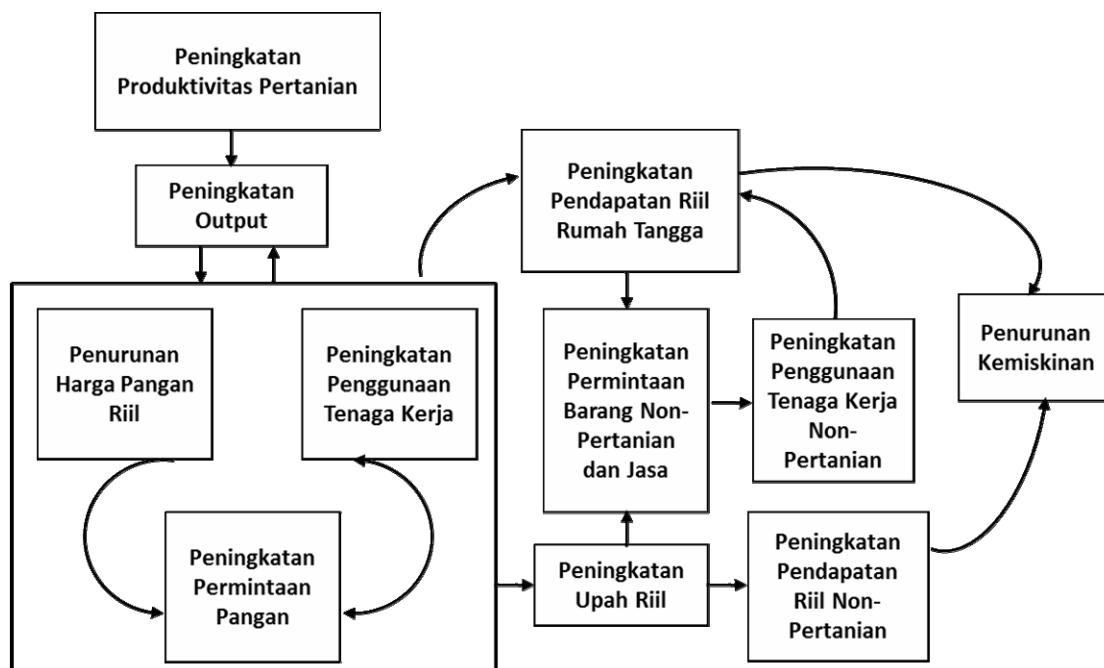 Peningkatan
Produktivitas Pertanian
Peningkatan
Output
Penurunan
Harga Pangan
Riil
Peningkatan
Penggunaan
Tenaga Kerja
Peningkatan
Permintaan
Pangan
Peningkatan
Pendapatan Riil
Rumah Tangga
Peningkatan
Permintaan
Barang Non-
Pertanian
dan Jasa
Peningkatan
Penggunaan
Tenaga Kerja
Non-
Pertanian
Peningkatan
Upah Riil
Peningkatan
Pendapatan
Riil Non-
Pertanian
Penurunan
Kemiskinan